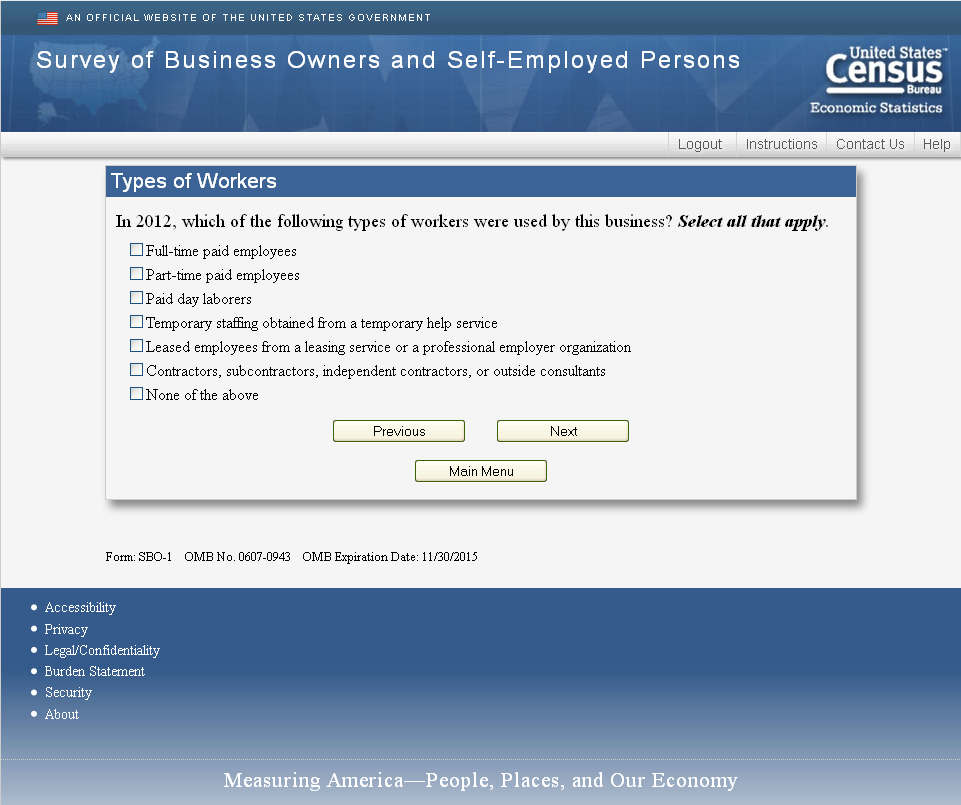 AN OFFICIAL WEBSITE OF THE UNITED STATES GOVERNMENT
Survey of Business Owners and Self-Employed Persons
United States™
Census
Bureau
Economic Statistics
Logout Instructions Contact Us Help
Types of Workers
In 2012, which of the following types of workers were used by this business? Select all that apply.
Full-time paid employees
Part-time paid employees
Paid day laborers
Temporary staffing obtained from a temporary help service
Leased employees from a leasing service or a professional employer organization
Contractors, subcontractors, independent contractors, or outside consultants
None of the above
Previous Next
Main Menu
Form: SBO-1 OMB No. 0607-0943 OMB Expiration Date: 11/30/2015
Accessibility
Privacy
Legal/Confidentiality
Burden Statement
Security
About
Measuring America—People, Places, and Our Economy